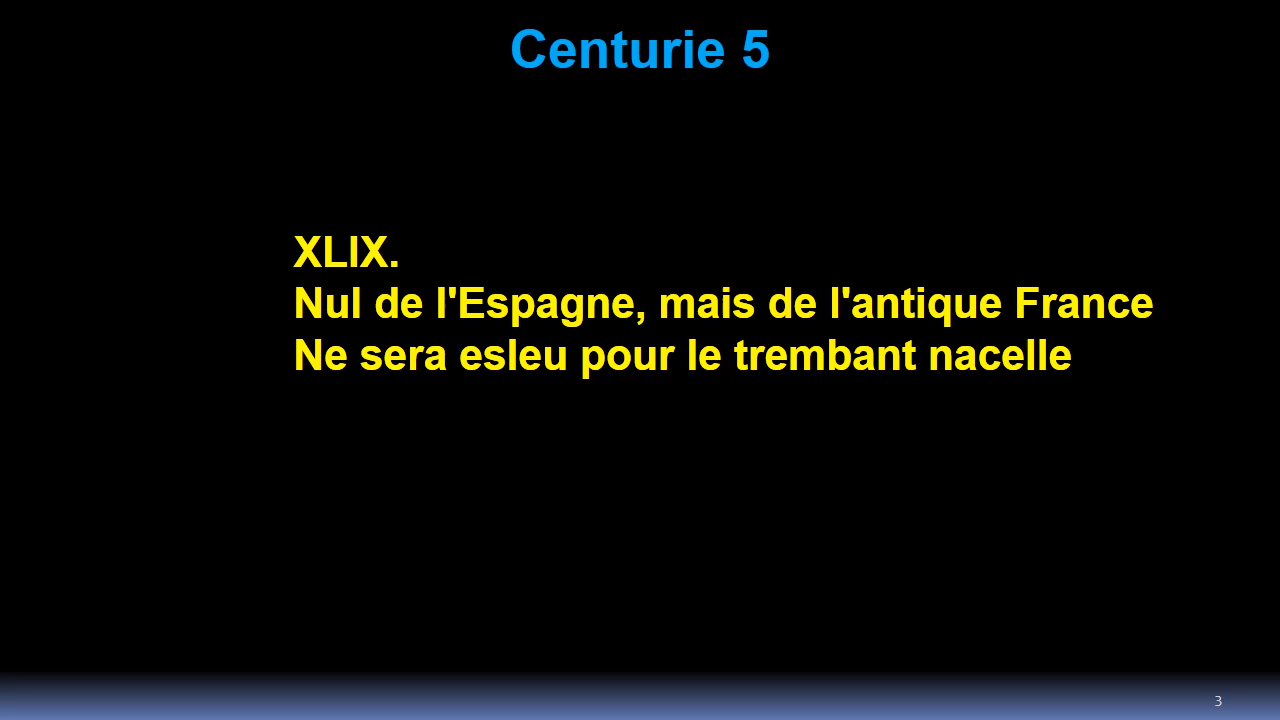 Centurie 5
XLIX.
Nul de l'Espagne, mais de l'antique France
Ne sera esleu pour le trembant nacelle
3